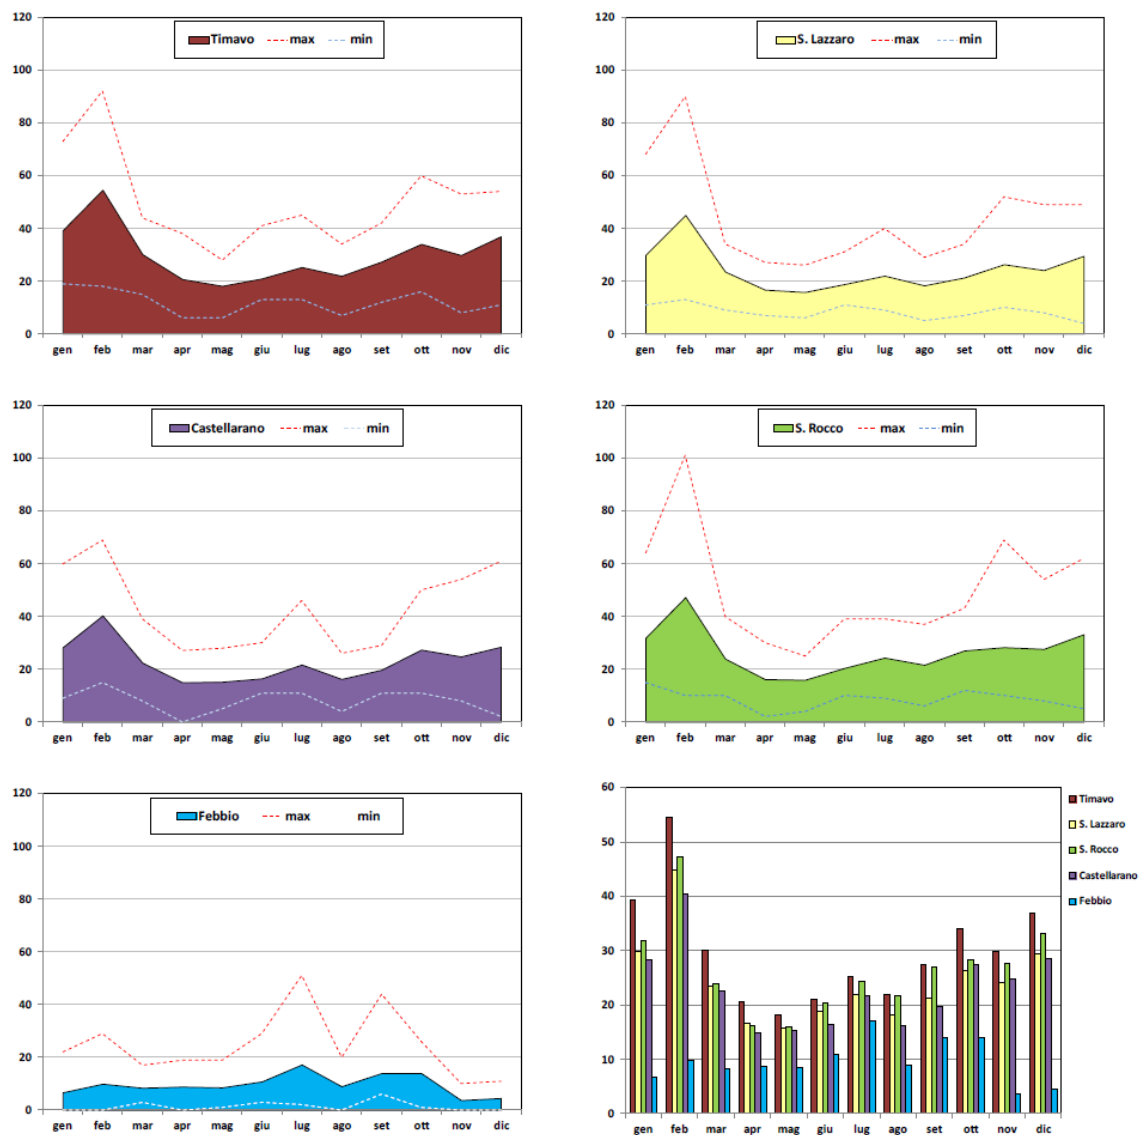 Timavo max min
120
100
80
60
40
20
0
gen feb mar apr mag giu lug ago set ott nov dic
S. Lazzaro max min
120
100
80
60
40
20
0
gen feb mar apr mag giu lug ago set ott nov dic
Castellarano max min
120
100
80
60
40
20
0
gen feb mar apr mag giu lug ago set ott nov dic
S. Rocco max min
120
100
80
60
40
20
0
gen feb mar apr mag giu lug ago set ott nov dic
Febbio max min
120
100
80
60
40
20
0
gen feb mar apr mag giu lug ago set ott nov dic
60
50
40
30
20
10
0
gen feb mar apr mag giu lug ago set ott nov dic
Timavo
S. Lazzaro
S. Rocco
Castellarano
Febbio